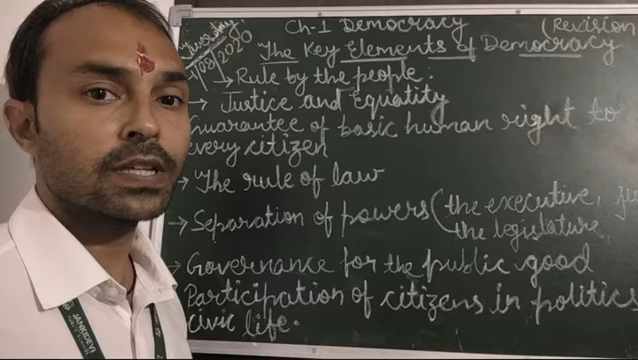 Ch-1 Democracy (Revision
/08/2020
The Key Elements of Democracy
→ Rule by the people.
→ Justice and Equality
Guarantee of basic human right to
every citizen
→ The rule of law
→ Separation of powers (the executive,
the legislature,
→ Governance for the public good
Participation of citizens in politics
civic life.
JANKIDEVI